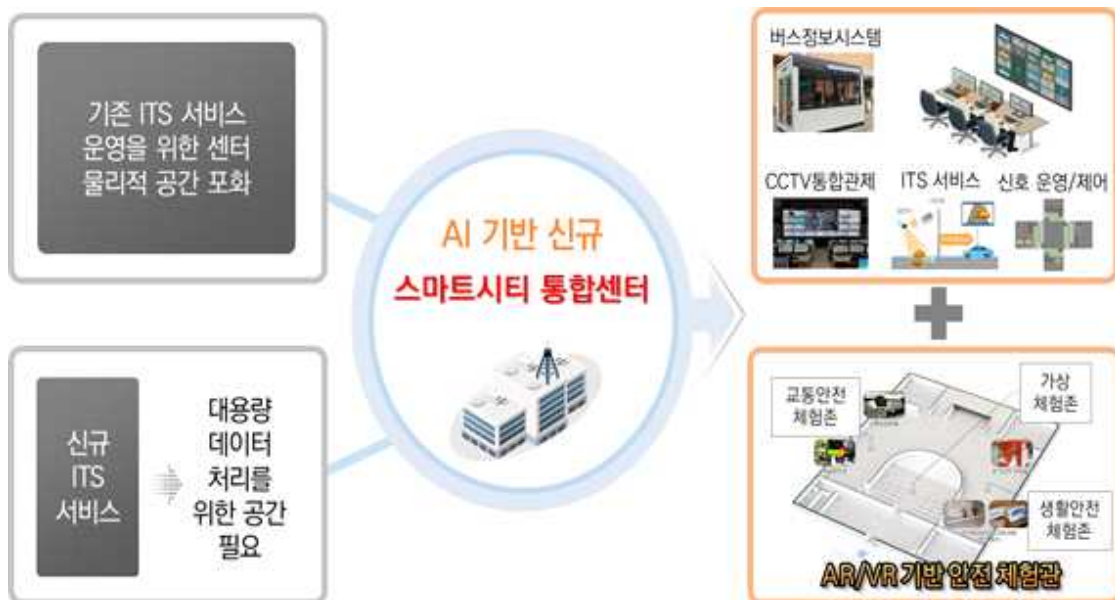 기존 ITS 서비스
운영을 위한 센터
물리적 공간 포화
신규
ITS
서비스
대용량
데이터
처리를
위한 공간
필요
AI 기반 신규
스마트시티 통합센터
버스정보시스템
CCTV통합관제
ITS 서비스
신호 운영/제어
교통안전
체험존
가상
체험존
생활안전
체험존
AR/VR 기반 안전 체험관